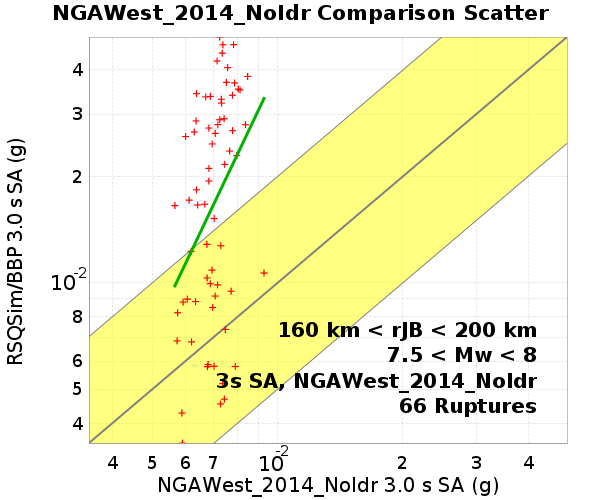 NGAWest_2014_NoIdr Comparison Scatter
RSQSim/BBP 3.0 s SA (g)
4
3
2
10-2
8
6
5
4
160 km < rJB < 200 km
7.5 < Mw < 8
3s SA, NGAWest_2014_NoIdr
66 Ruptures
4 5 6 7 10-2 2 3 4
NGAWest_2014_NoIdr 3.0 s SA (g)